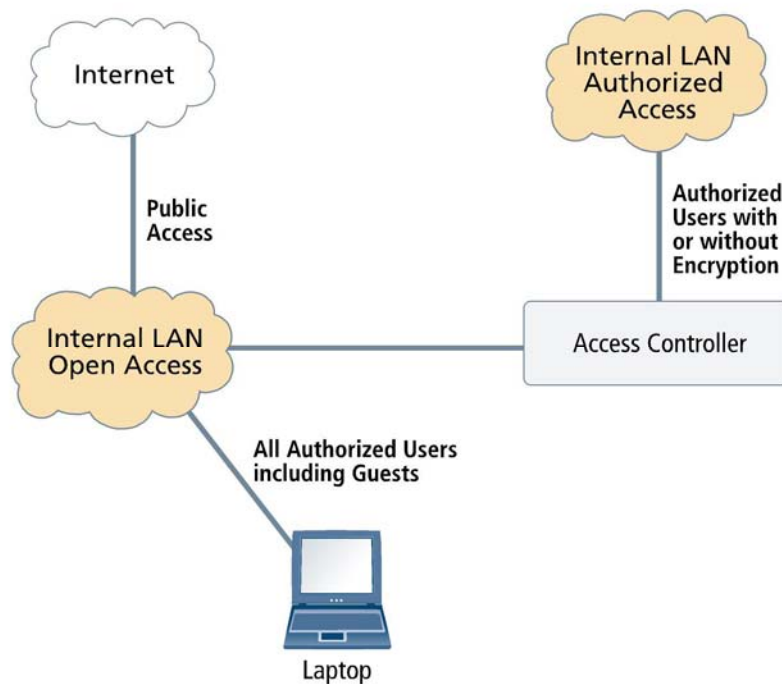 Internet
Internal LAN
Authorized
Access
Public
Access
Authorized
Users with
or without
Encryption
Internal LAN
Open Access
Access Controller
All Authorized Users
including Guests
Laptop